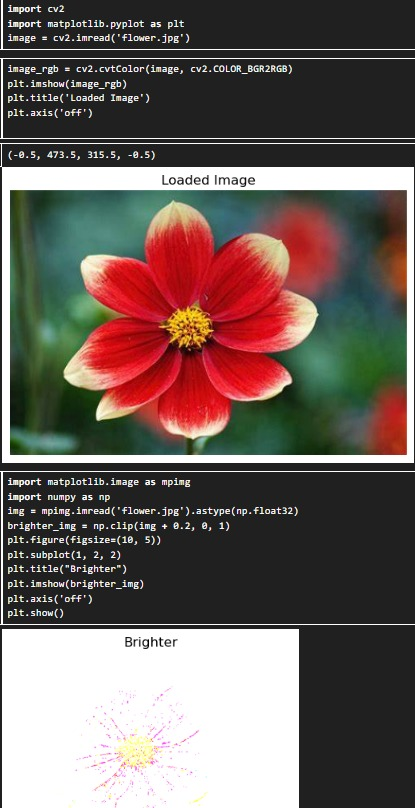 import cv2
import matplotlib.pyplot as plt
image = cv2.imread('flower.jpg')
image_rgb = cv2.cvtColor(image, cv2.COLOR_BGR2RGB)
plt.imshow(image_rgb)
plt.title('Loaded Image')
plt.axis('off')
(-0.5, 473.5, 315.5, -0.5)
Loaded Image
import matplotlib.image as mpimg
import numpy as np
img = mpimg.imread('flower.jpg').astype(np.float32)
brighter_img = np.clip(img + 0.2, 0, 1)
plt.figure(figsize=(10, 5))
plt.subplot(1, 2, 2)
plt.title("Brighter")
plt.imshow(brighter_img)
plt.axis('off')
plt.show()
Brighter